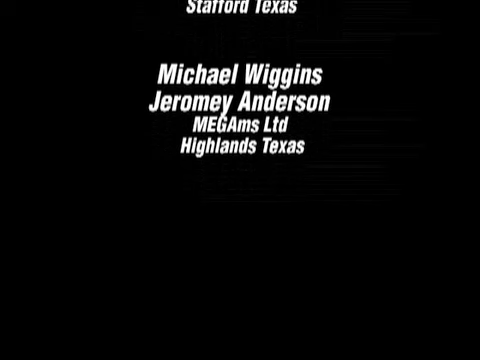 Stafford Texas
Michael Wiggins
Jeromey Anderson
MEGAms Ltd
Highlands Texas